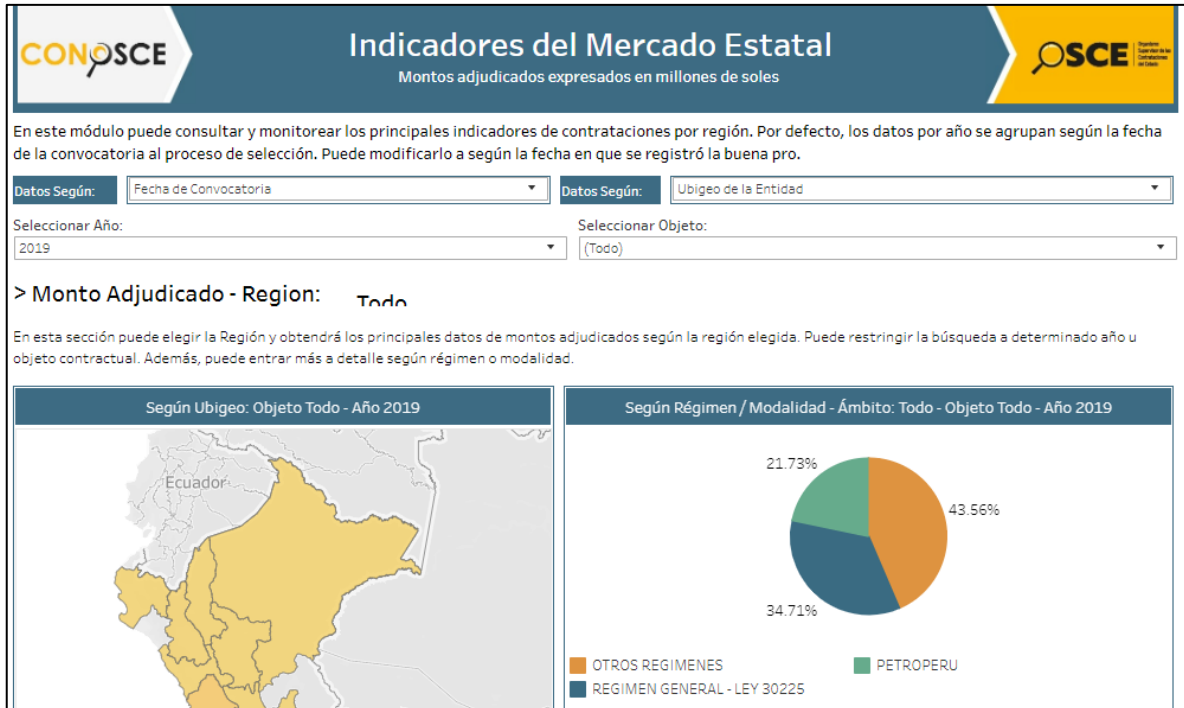 CONOSCE
Indicadores del Mercado Estatal
Montos adjudicados expresados en millones de soles
OSCE
Organismo
Supervisor de las
Contrataciones
del Estado
En este módulo puede consultar y monitorear los principales indicadores de contrataciones por región. Por defecto, los datos por año se agrupan según la fecha
de la convocatoria al proceso de selección. Puede modificarlo a según la fecha en que se registró la buena pro.
Datos Según: Fecha de Convocatoria Datos Según: Ubigeo de la Entidad
Seleccionar Año: Seleccionar Objeto:
2019 (Todo)
> Monto Adjudicado - Region: Todo
En esta sección puede elegir la Región y obtendrá los principales datos de montos adjudicados según la región elegida. Puede restringir la búsqueda a determinado año u
objeto contractual. Además, puede entrar más a detalle según régimen o modalidad.
Según Ubigeo: Objeto Todo - Año 2019
Según Régimen / Modalidad - Ámbito: Todo - Objeto Todo - Año 2019
Ecuador
21.73%
43.56%
34.71%
OTROS REGIMENES PETROPERU
REGIMEN GENERAL - LEY 30225